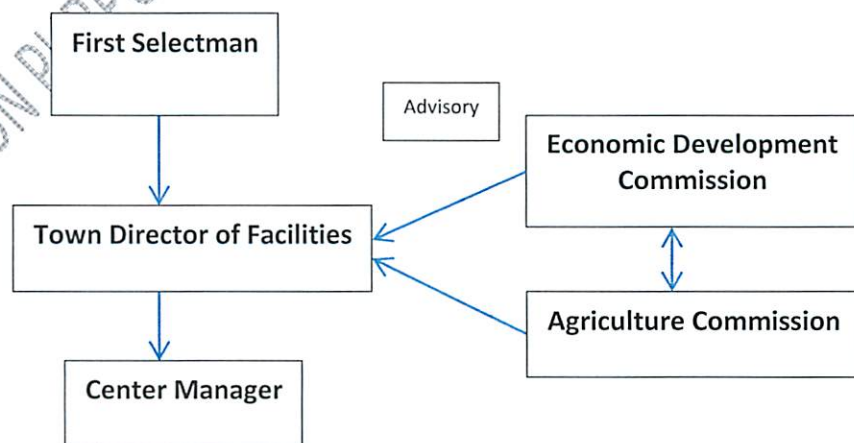 First Selectman
Advisory
Economic Development
Commission
Town Director of Facilities
Agriculture Commission
Center Manager